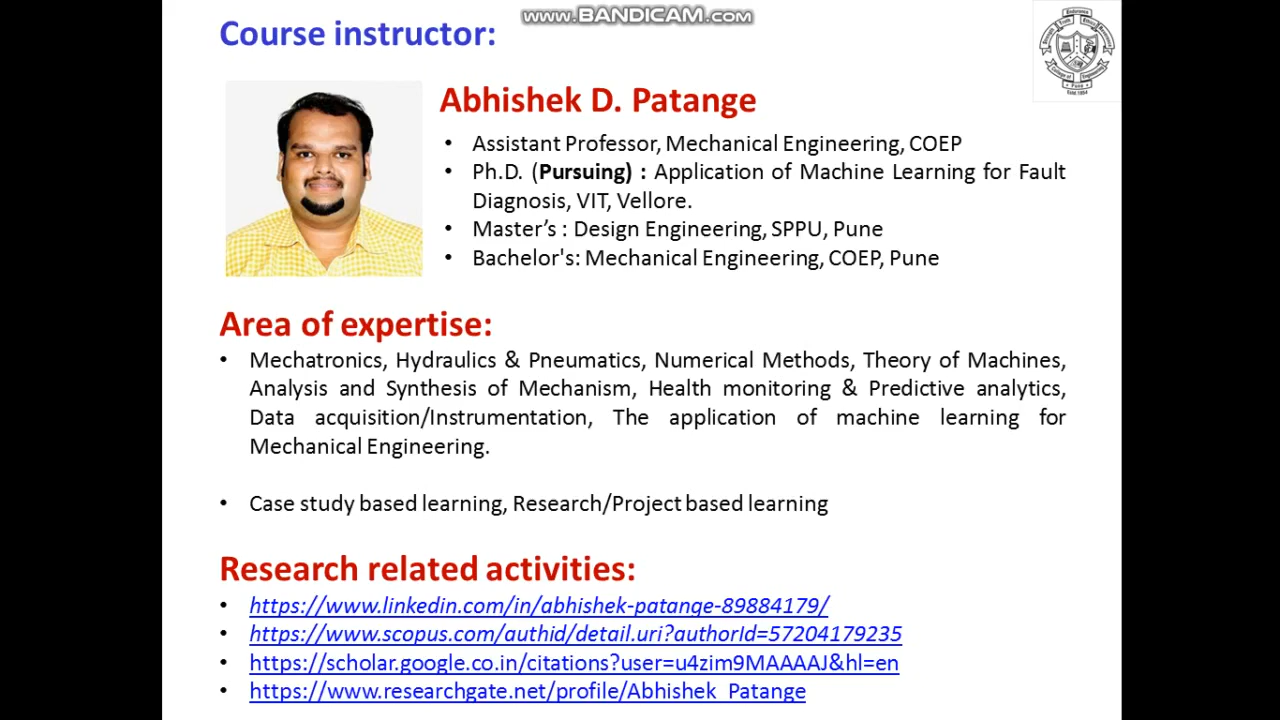 www.BANDICAM.com
Course instructor:
Abhishek D. Patange
• Assistant Professor, Mechanical Engineering, COEP
• Ph.D. (Pursuing) : Application of Machine Learning for Fault
Diagnosis, VIT, Vellore.
• Master’s : Design Engineering, SPPU, Pune
• Bachelor's: Mechanical Engineering, COEP, Pune
Area of expertise:
• Mechatronics, Hydraulics & Pneumatics, Numerical Methods, Theory of Machines,
Analysis and Synthesis of Mechanism, Health monitoring & Predictive analytics,
Data acquisition/Instrumentation, The application of machine learning for
Mechanical Engineering.
• Case study based learning, Research/Project based learning
Research related activities:
• https://www.linkedin.com/in/abhishek-patange-89884179/
• https://www.scopus.com/authid/detail.uri?authorId=57204179235
• https://scholar.google.co.in/citations?user=u4zim9MAAAAJ&hl=en
• https://www.researchgate.net/profile/Abhishek_Patange